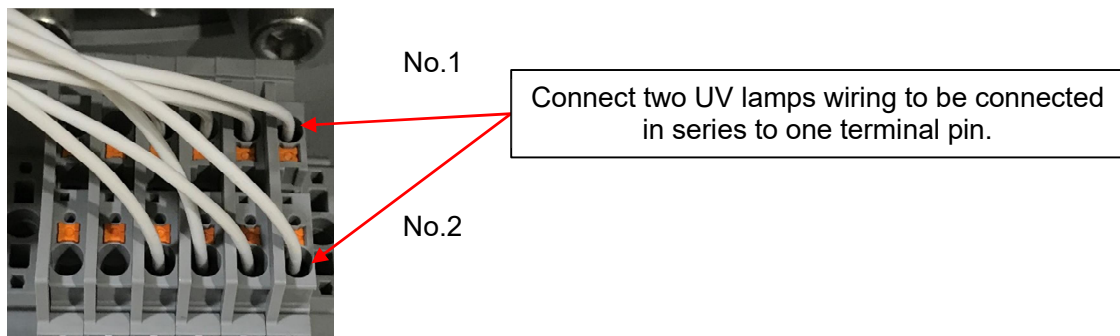 No.1
Connect two UV lamps wiring to be connected
in series to one terminal pin.
No.2